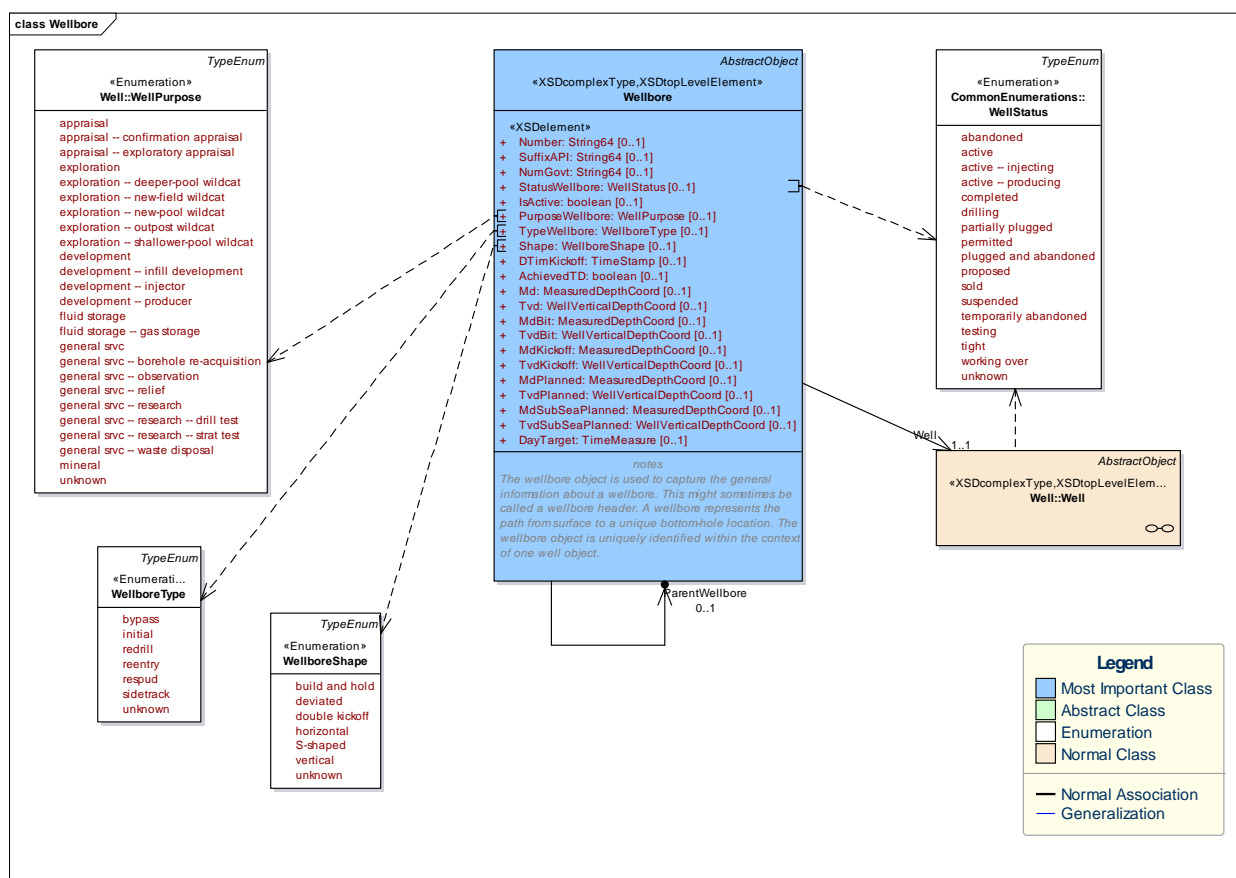 class Wellbore
TypeEnum
«Enumeration»
Well::WellPurpose
appraisal
appraisal -- confirmation appraisal
appraisal -- exploratory appraisal
exploration
exploration -- deeper-pool wildcat
exploration -- new-field wildcat
exploration -- new-pool wildcat
exploration -- outpost wildcat
exploration -- shallower-pool wildcat
development
development -- infill development
development -- injector
development -- producer
fluid storage
fluid storage -- gas storage
general srvc
general srvc -- borehole re-acquisition
general srvc -- observation
general srvc -- relief
general srvc -- research
general srvc -- research -- drill test
general srvc -- research -- strat test
general srvc -- waste disposal
mineral
unknown
AbstractObject
«XSDcomplexType,XSDtopLevelElement»
Wellbore
«XSDelement»
+ Number: String64 [0..1]
+ SuffixAPI: String64 [0..1]
+ NumGovt: String64 [0..1]
+ StatusWellbore: WellStatus [0..1]
+ IsActive: boolean [0..1]
+ PurposeWellbore: WellPurpose [0..1]
+ TypeWellbore: WellboreType [0..1]
+ Shape: WellboreShape [0..1]
+ DTimKickoff: TimeStamp [0..1]
+ AchievedTD: boolean [0..1]
+ Md: MeasuredDepthCoord [0..1]
+ Tvd: WellVerticalDepthCoord [0..1]
+ MdBit: MeasuredDepthCoord [0..1]
+ TvdBit: WellVerticalDepthCoord [0..1]
+ MdKickoff: MeasuredDepthCoord [0..1]
+ TvdKickoff: WellVerticalDepthCoord [0..1]
+ MdPlanned: MeasuredDepthCoord [0..1]
+ TvdPlanned: WellVerticalDepthCoord [0..1]
+ MdSubSeaPlanned: MeasuredDepthCoord [0..1]
+ TvdSubSeaPlanned: WellVerticalDepthCoord [0..1]
+ DayTarget: TimeMeasure [0..1]
notes
The wellbore object is used to capture the general
information about a wellbore. This might sometimes be
called a wellbore header. A wellbore represents the
path from surface to a unique bottom-hole location. The
wellbore object is uniquely identified within the context
of one well object.
TypeEnum
«Enumeration»
CommonEnumerations::
WellStatus
abandoned
active
active -- injecting
active -- producing
completed
drilling
partially plugged
permitted
plugged and abandoned
proposed
sold
suspended
temporarily abandoned
testing
tight
working over
unknown
Well
1..1
AbstractObject
«XSDcomplexType,XSDtopLevelElem...
Well::Well
TypeEnum
«Enumerati...
WellboreType
bypass
initial
redrill
reentry
respud
sidetrack
unknown
ParentWellbore
0..1
TypeEnum
«Enumeration»
WellboreShape
build and hold
deviated
double kickoff
horizontal
S-shaped
vertical
unknown
Legend
Most Important Class
Abstract Class
Enumeration
Normal Class
Normal Association
Generalization